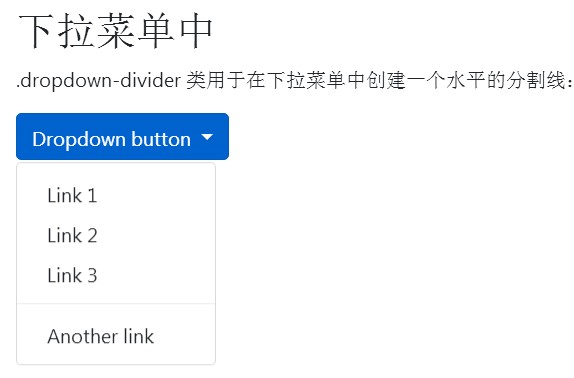 下拉菜单中
.dropdown-divider 类用于在下拉菜单中创建一个水平的分割线：
Dropdown button
Link 1
Link 2
Link 3
Another link